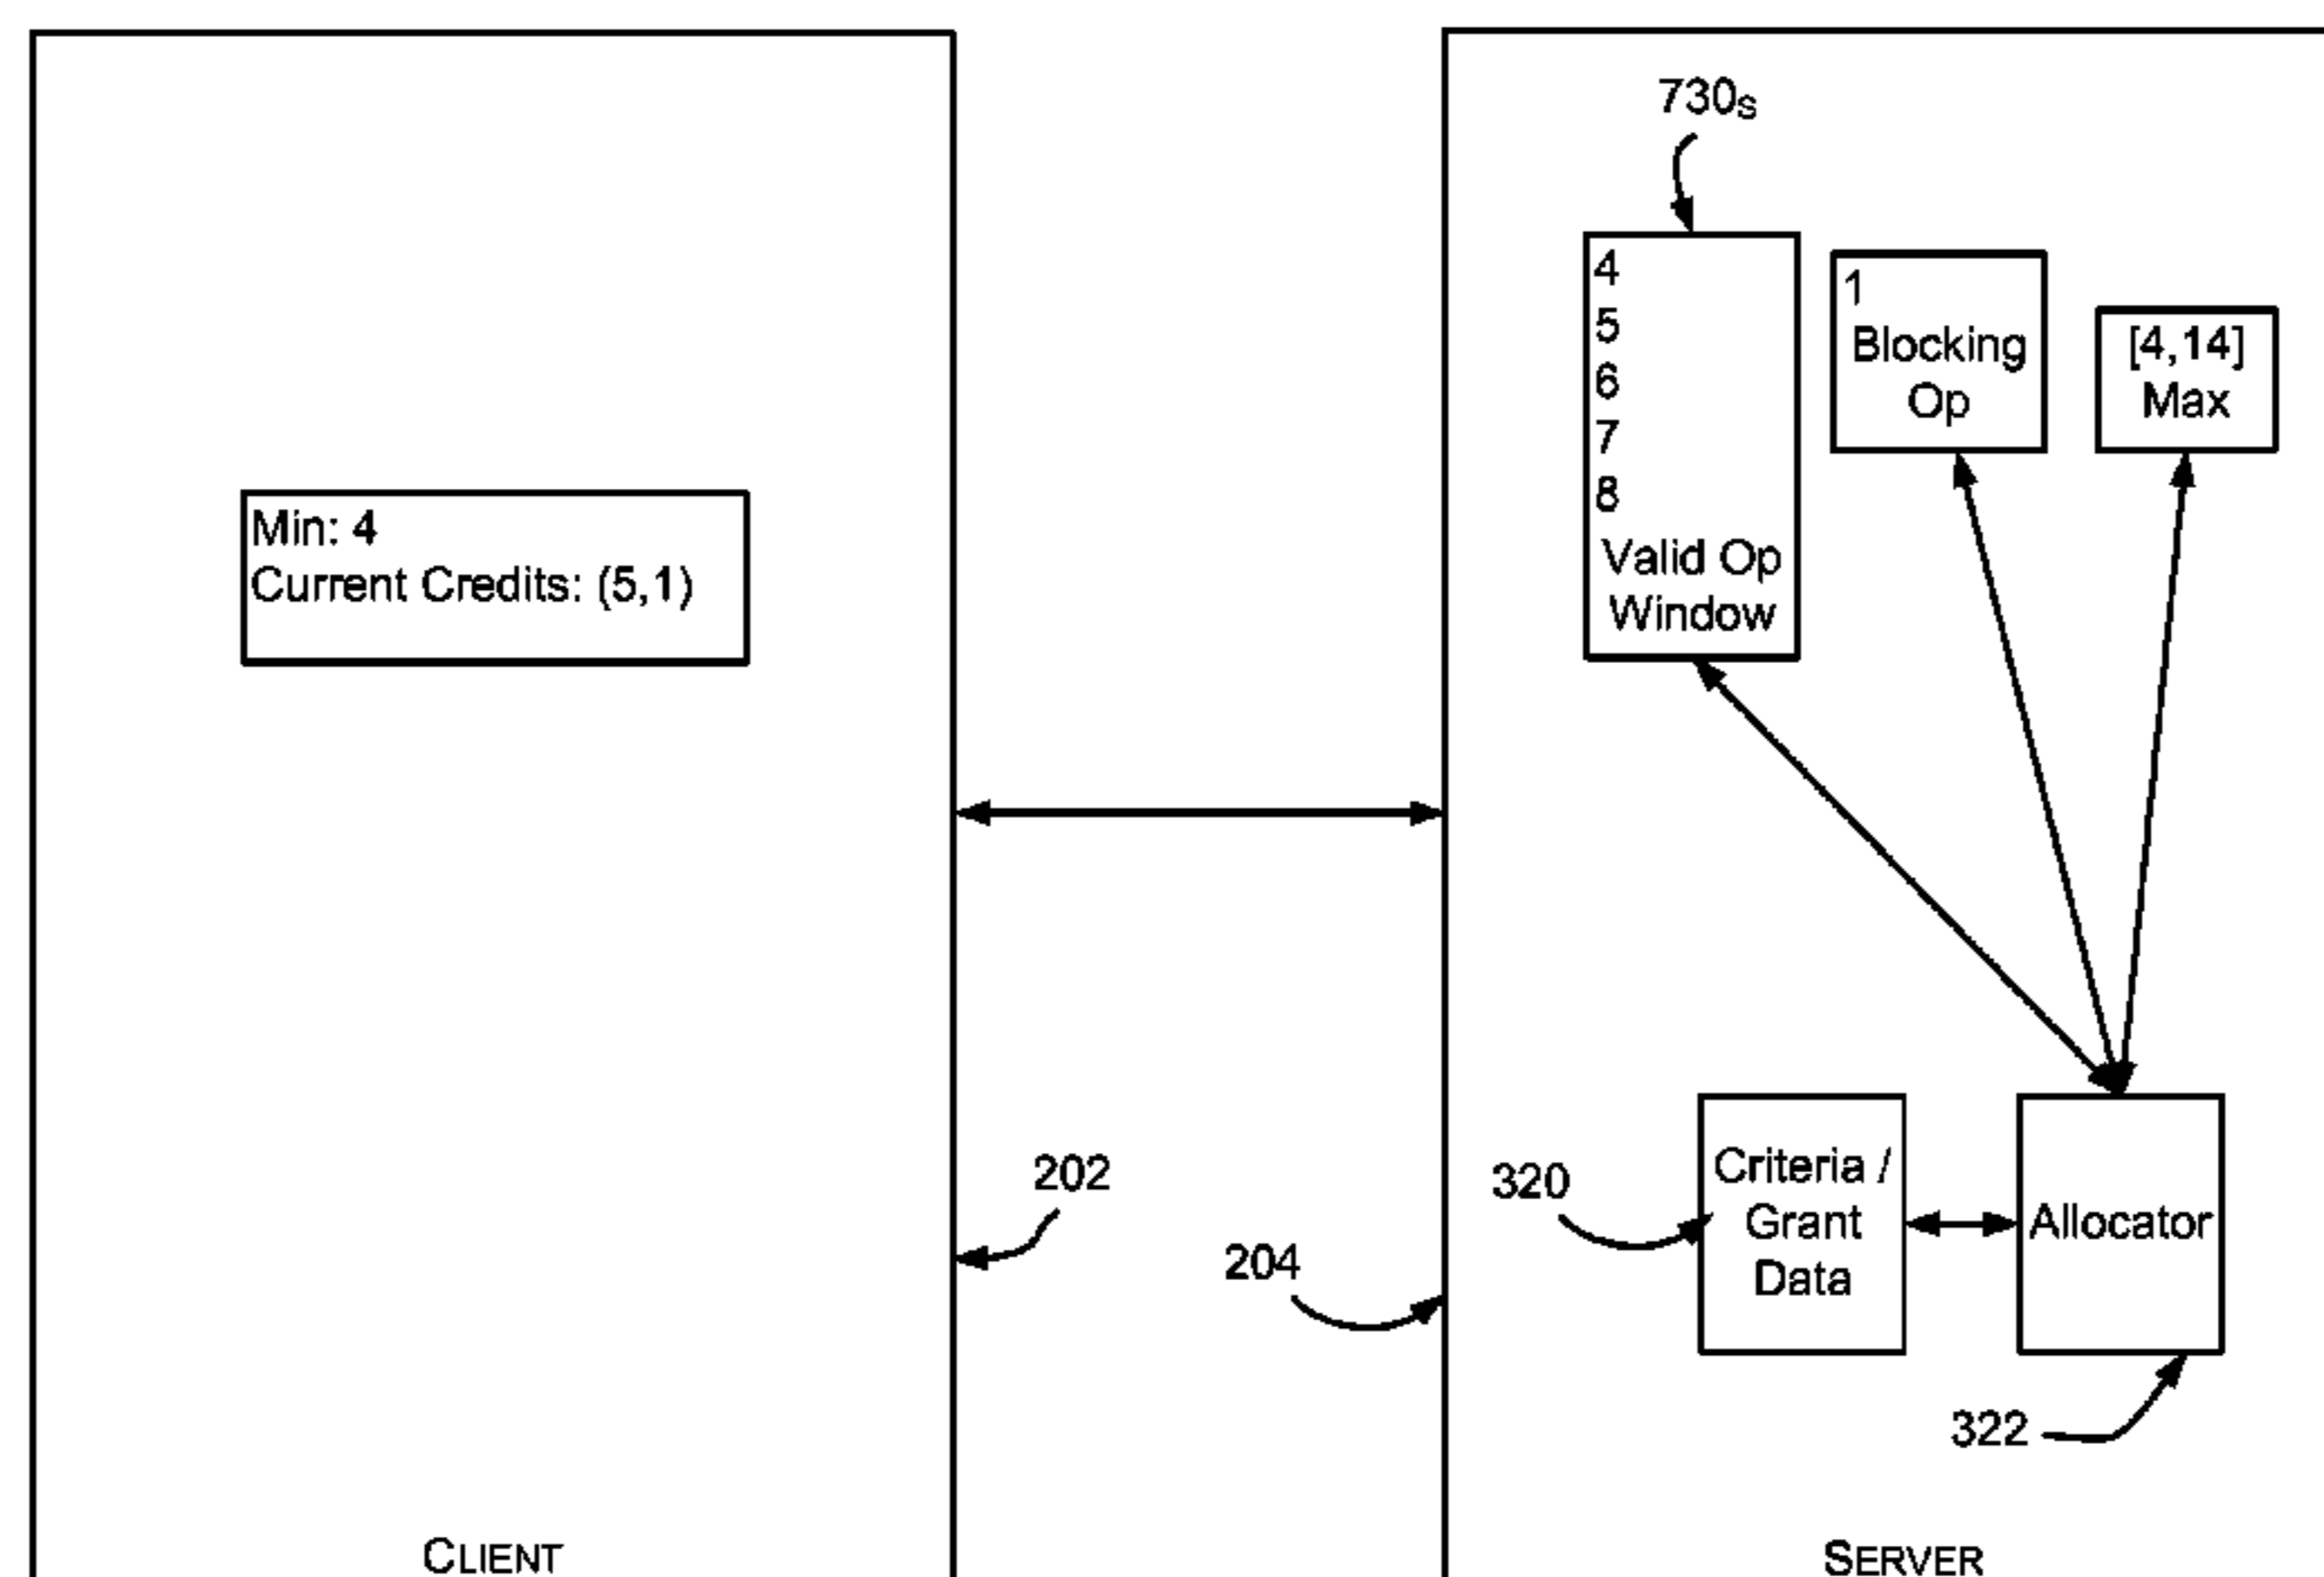 730S
4
5
6
7
8
Valid Op
Window
1
Blocking
Op
[4,14]
Max
Min: 4
Current Credits: (5,1)
202
204
320
Criteria /
Grant
Data
Allocator
322
CLIENT
SERVER